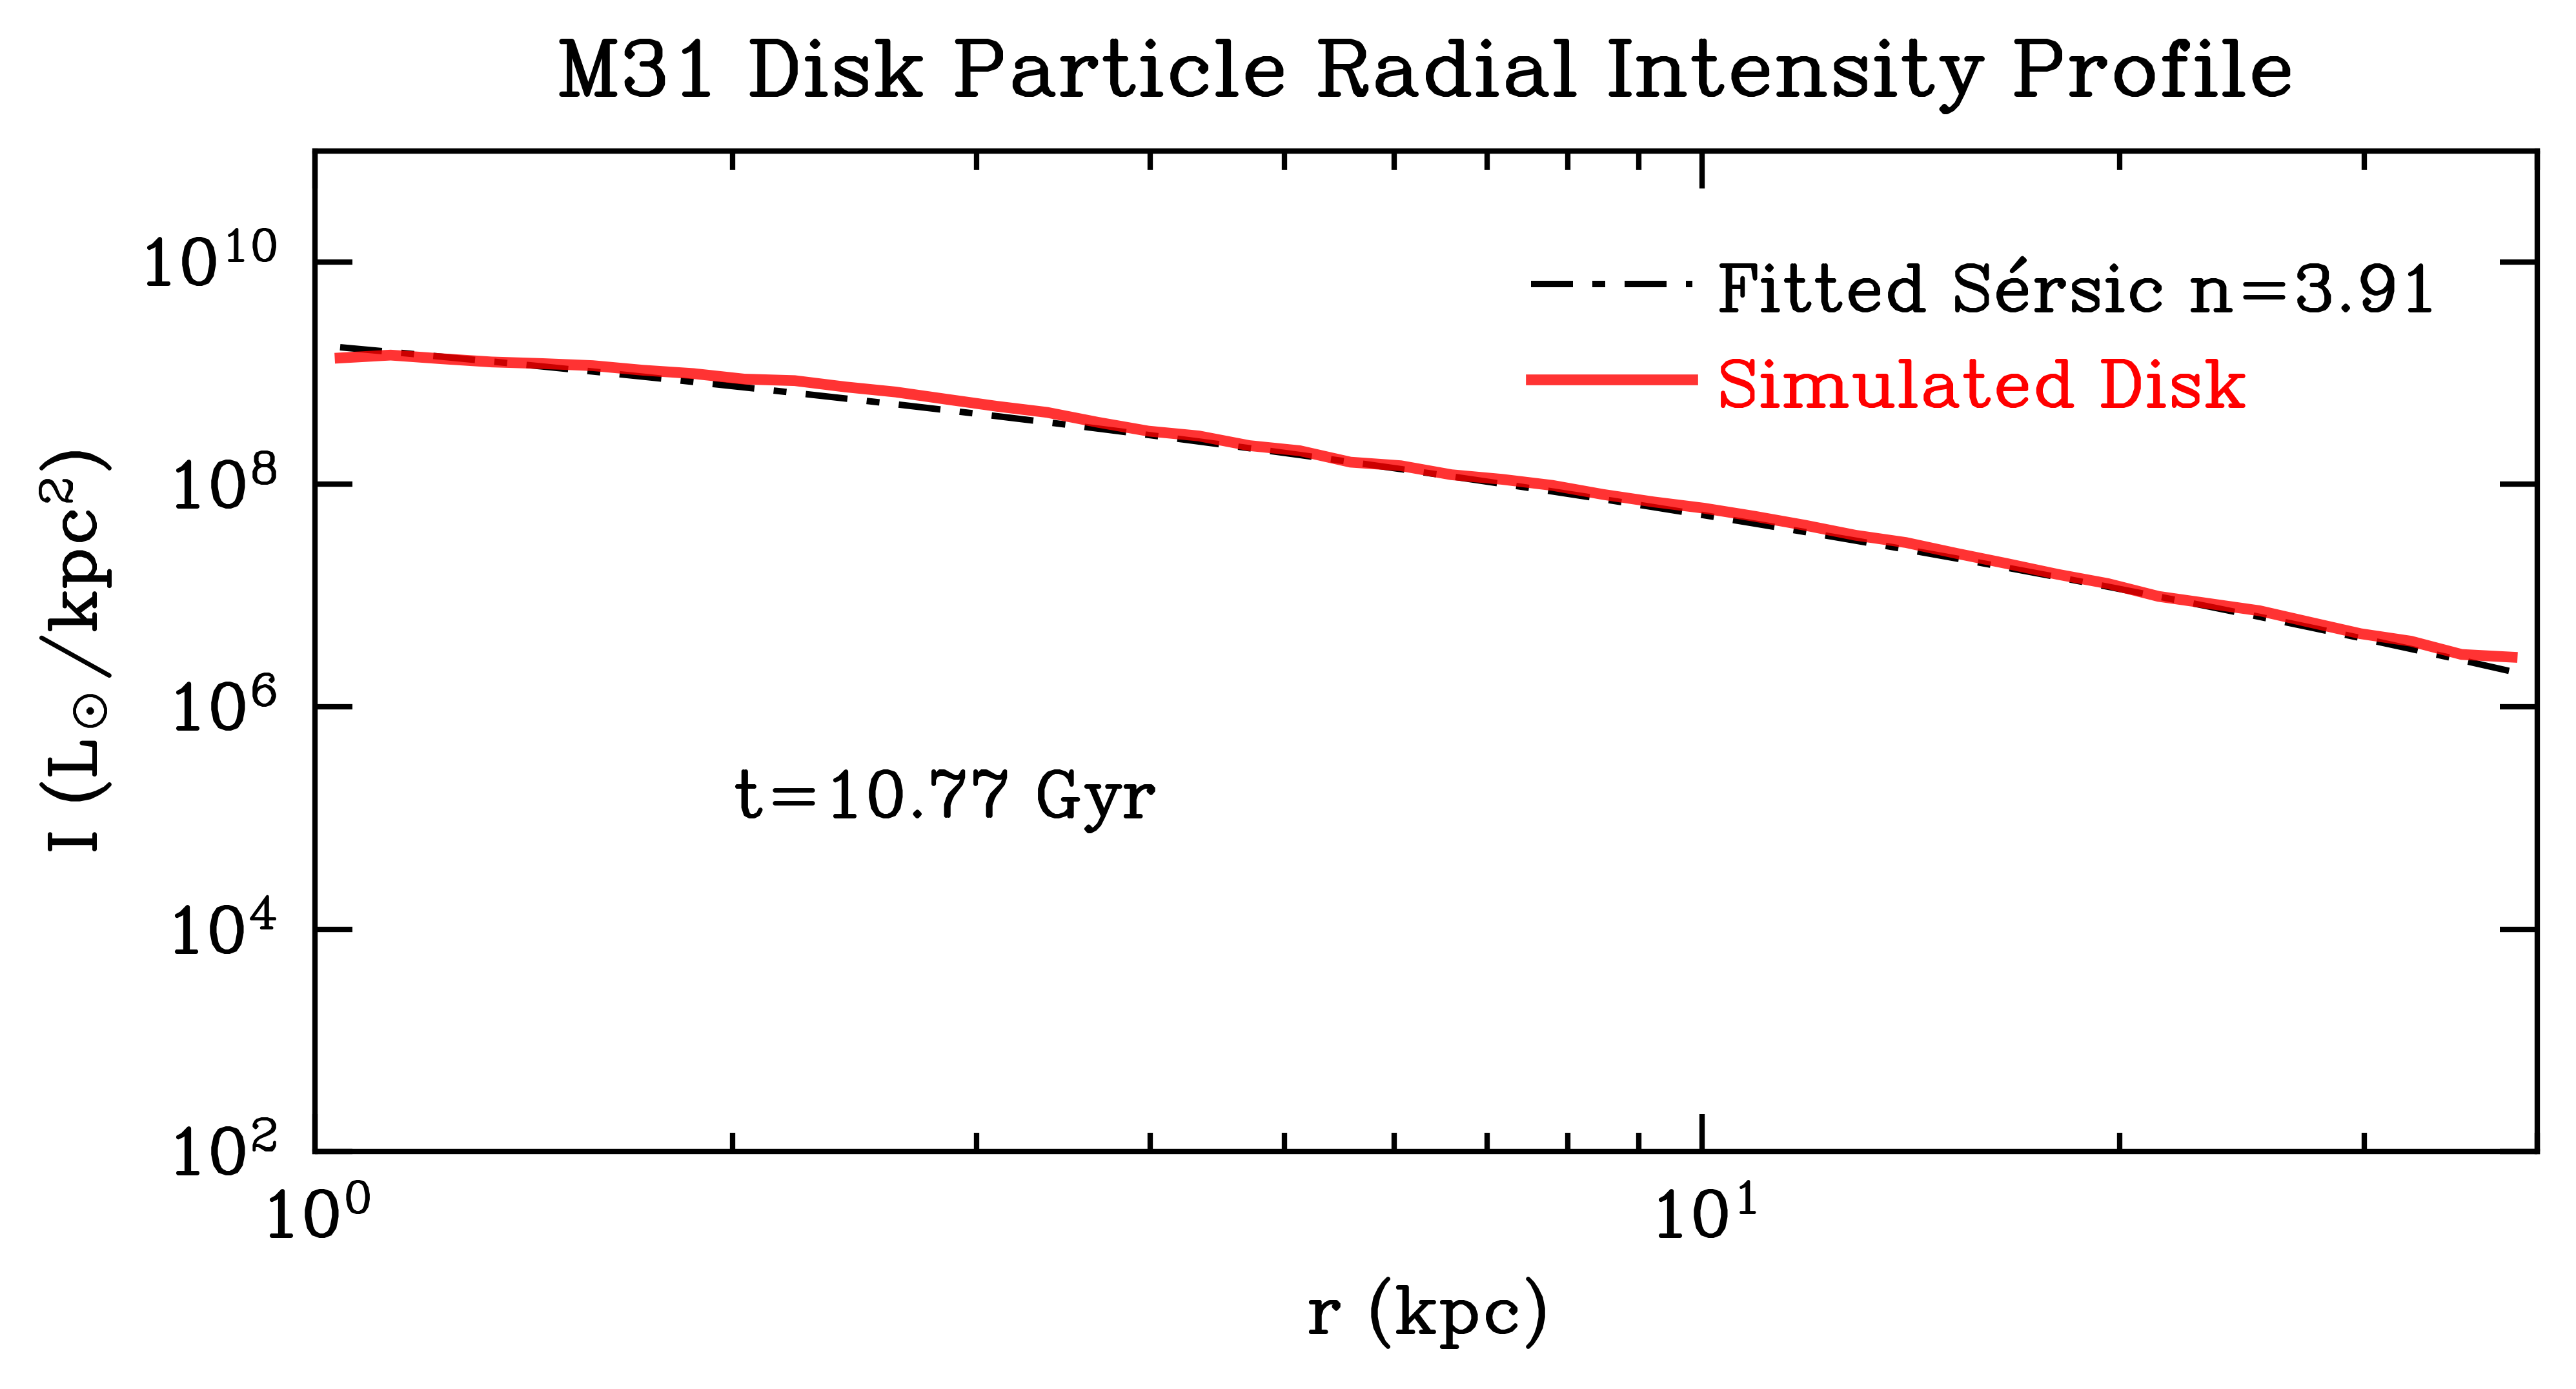 M31 Disk Particle Radial Intensity Profile
10¹⁰
10⁸
10⁶
10⁴
10²
I (L☉/kpc²)
Fitted Sérsic n=3.91
Simulated Disk
t=10.77 Gyr
10⁰
10¹
r (kpc)